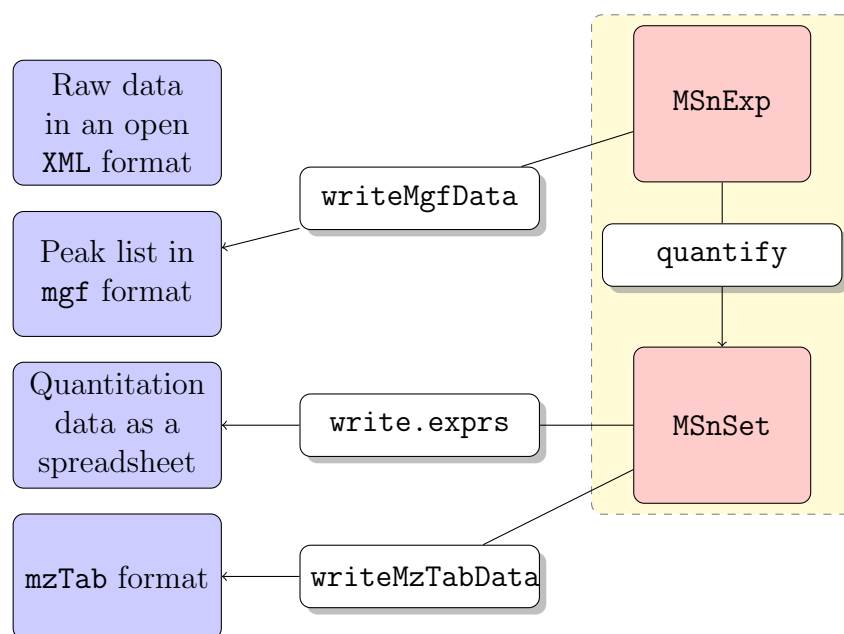 Raw data
in an open
XML format
MSnExp
writeMgfData
Peak list in
mgf format
quantify
Quantitation
data as a
spreadsheet
write.exprs
MSnSet
mzTab format
writeMzTabData